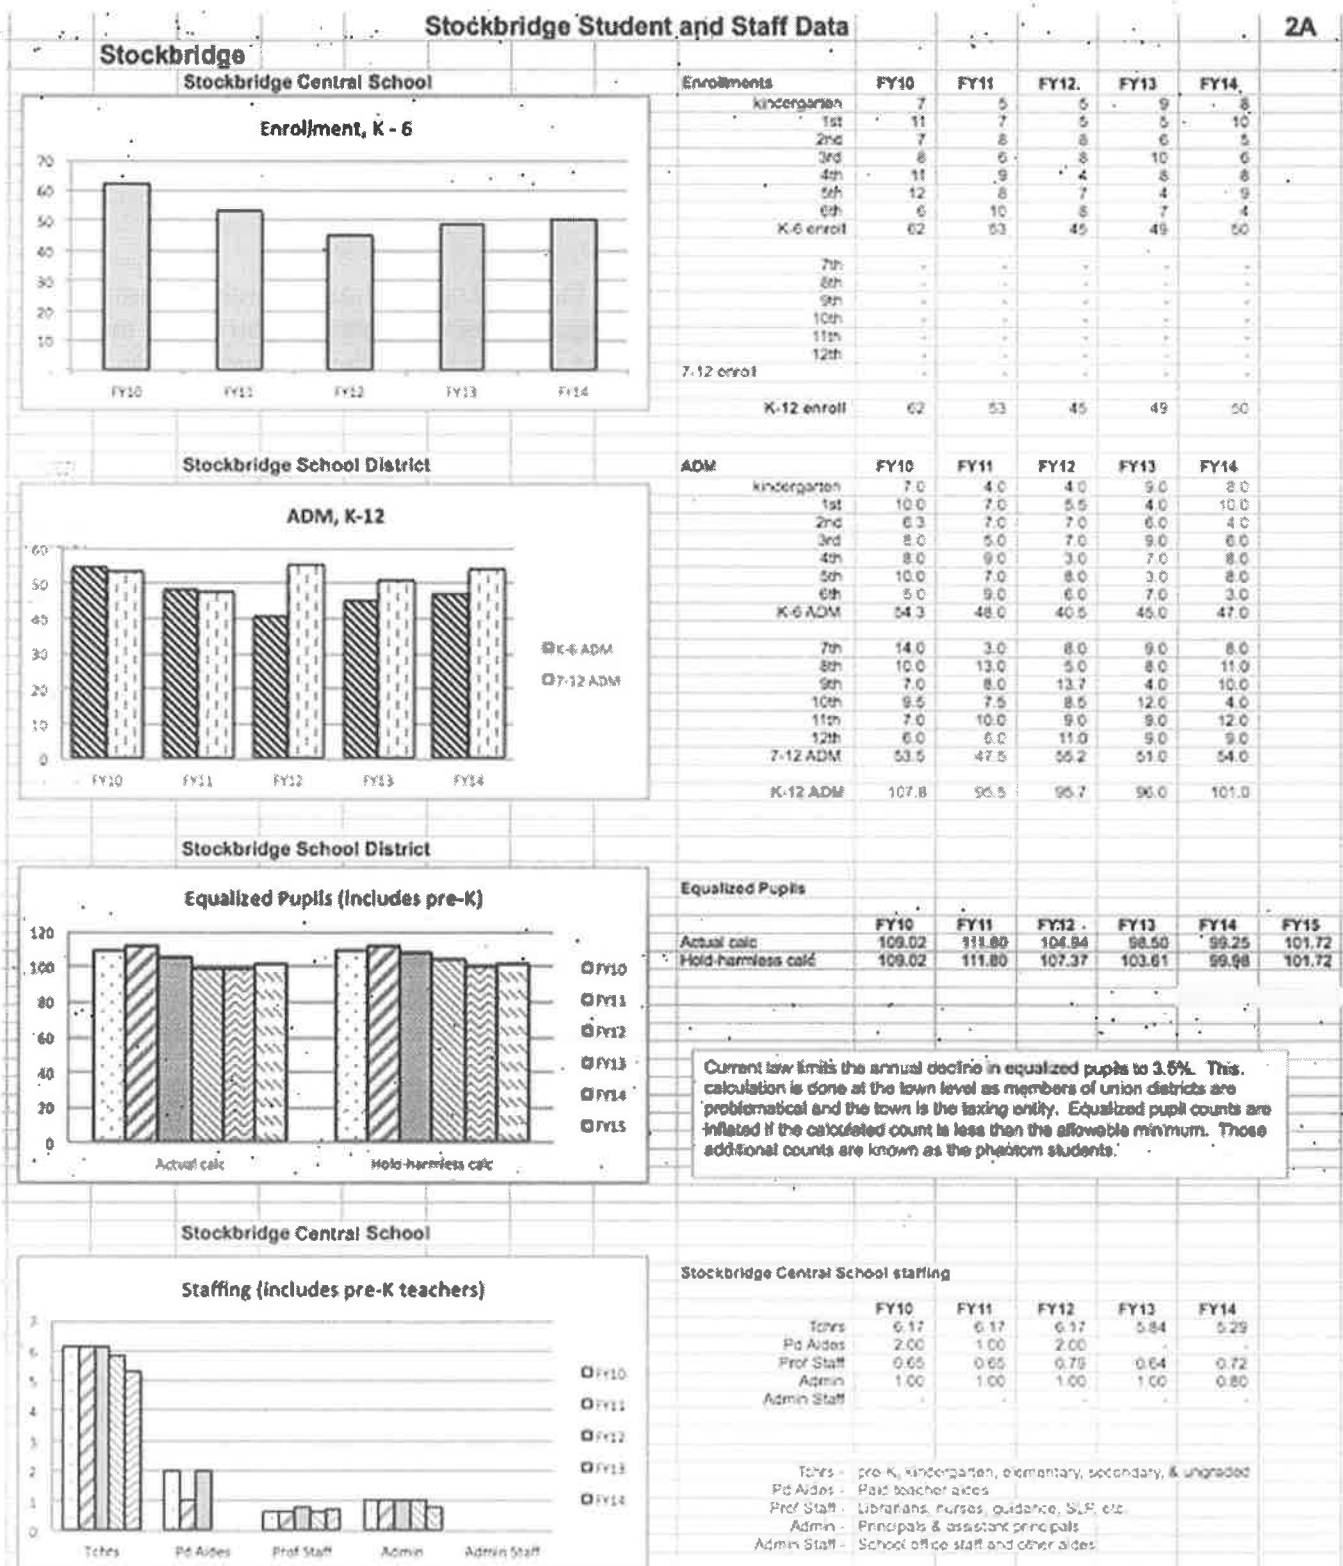 Stockbridge Student and Staff Data 2A
Stockbridge
Stockbridge Central School
Enrollment, K - 6
70
60
50
40
30
20
10
-
FY10 FY11 FY12 FY13 FY14
Enrollments FY10 FY11 FY12 FY13 FY14
kindergarten 7 5 5 9 8
1st 11 7 5 5 10
2nd 7 8 8 6 5
3rd 8 6 8 10 6
4th 11 9 4 8 8
5th 12 8 7 4 9
6th 6 10 8 7 4
K-6 enroll 62 53 45 49 50
7th - - - - -
8th - - - - -
9th - - - - -
10th - - - - -
11th - - - - -
12th - - - - -
7-12 enroll - - - - -
K-12 enroll 62 53 45 49 50
Stockbridge School District
ADM, K-12
60
50
40
30
20
10
0
FY10 FY11 FY12 FY13 FY14
K-6 ADM
7-12 ADM
ADM FY10 FY11 FY12 FY13 FY14
kindergarten 7.0 4.0 4.0 9.0 8.0
1st 10.0 7.0 5.5 4.0 10.0
2nd 6.3 7.0 7.0 6.0 4.0
3rd 8.0 5.0 7.0 9.0 6.0
4th 8.0 9.0 3.0 7.0 8.0
5th 10.0 7.0 8.0 3.0 8.0
6th 5.0 9.0 6.0 7.0 3.0
K-6 ADM 54.3 48.0 40.5 45.0 47.0
7th 14.0 3.0 8.0 9.0 8.0
8th 10.0 13.0 5.0 8.0 11.0
9th 7.0 8.0 13.7 4.0 10.0
10th 9.5 7.5 8.5 12.0 4.0
11th 7.0 10.0 9.0 9.0 12.0
12th 6.0 6.0 11.0 9.0 9.0
7-12 ADM 53.5 47.5 55.2 51.0 54.0
K-12 ADM 107.8 95.5 95.7 96.0 101.0
Stockbridge School District
Equalized Pupils (includes pre-K)
120
100
80
60
40
20
0
Actual calc Hold-harmless calc
FY10
FY11
FY12
FY13
FY14
FY15
Equalized Pupils
FY10 FY11 FY12 FY13 FY14 FY15
Actual calc 109.02 111.80 104.94 98.50 99.25 101.72
Hold-harmless calc 109.02 111.80 107.37 103.61 99.98 101.72
Current law limits the annual decline in equalized pupils to 3.5%. This
calculation is done at the town level as members of union districts are
problematical and the town is the taxing entity. Equalized pupil counts are
inflated if the calculated count is less than the allowable minimum. Those
additional counts are known as the phantom students.
Stockbridge Central School
Staffing (includes pre-K teachers)
7
6
5
4
3
2
1
0
Tchrs Pd Aides Prof Staff Admin Admin Staff
FY10
FY11
FY12
FY13
FY14
Stockbridge Central School staffing
FY10 FY11 FY12 FY13 FY14
Tchrs 6.17 6.17 6.17 5.84 5.29
Pd Aides 2.00 1.00 2.00 - -
Prof Staff 0.65 0.65 0.79 0.64 0.72
Admin 1.00 1.00 1.00 1.00 0.80
Admin Staff - - - - -
Tchrs - pre-K, kindergarten, elementary, secondary, & ungraded
Pd Aides - Paid teacher aides
Prof Staff - Librarians, nurses, guidance, SLP, etc.
Admin - Principals & assistant principals
Admin Staff - School office staff and other aides